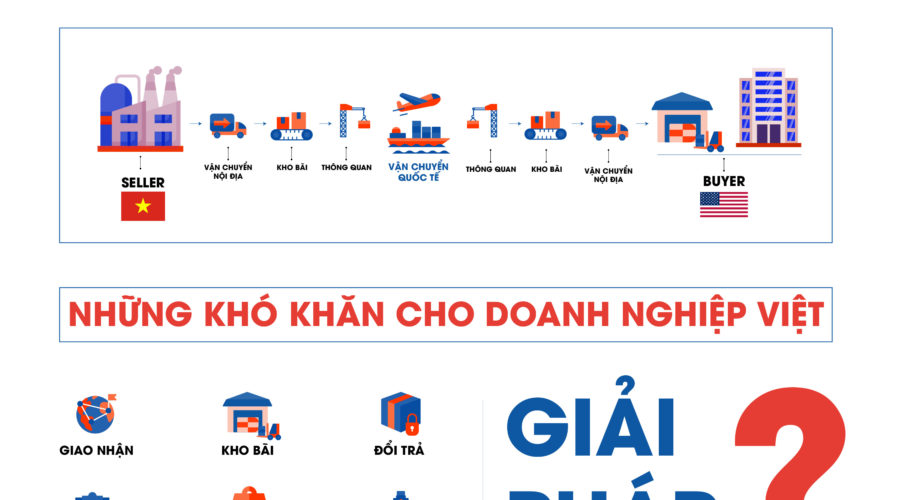 VẬN CHUYỂN
NỘI ĐỊA
KHO BÃI
THÔNG QUAN
VẬN CHUYỂN
QUỐC TẾ
THÔNG QUAN
KHO BÃI
VẬN CHUYỂN
NỘI ĐỊA
SELLER
BUYER
NHỮNG KHÓ KHĂN CHO DOANH NGHIỆP VIỆT
GIAO NHẬN
KHO BÃI
ĐỔI TRẢ
GIẢI
PHÁP
?